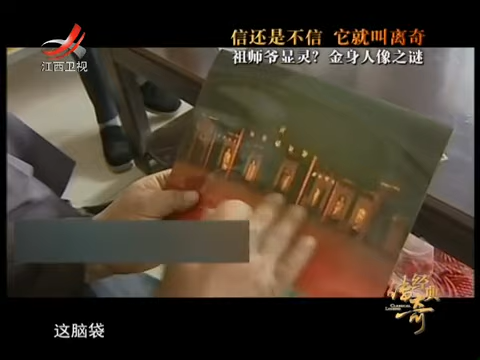 江西卫视
信还是不信 它就叫离奇
祖师爷显灵？ 金身人像之谜
经典
传奇
这脑袋